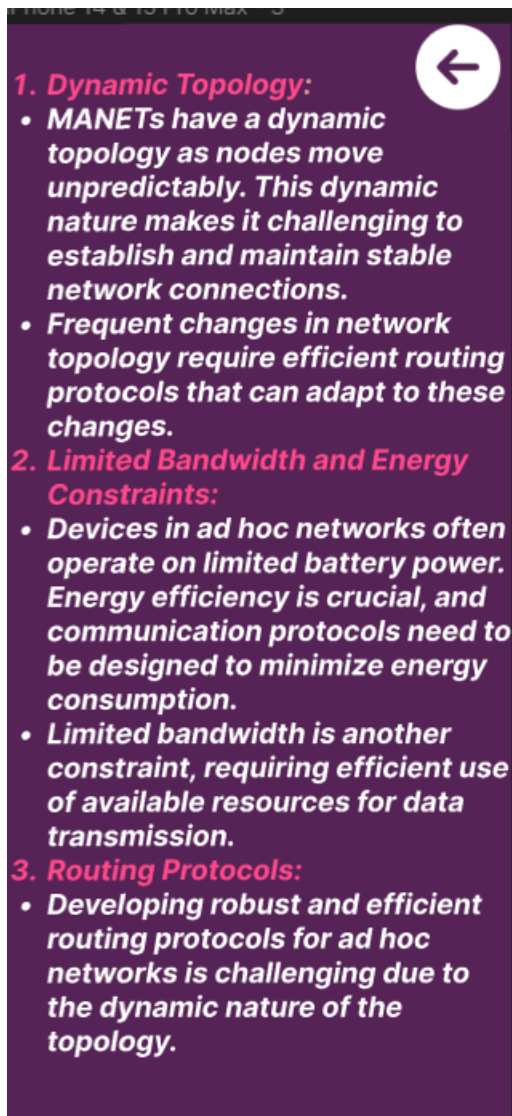 1. Dynamic Topology:
• MANETs have a dynamic
topology as nodes move
unpredictably. This dynamic
nature makes it challenging to
establish and maintain stable
network connections.
• Frequent changes in network
topology require efficient routing
protocols that can adapt to these
changes.
2. Limited Bandwidth and Energy
Constraints:
• Devices in ad hoc networks often
operate on limited battery power.
Energy efficiency is crucial, and
communication protocols need to
be designed to minimize energy
consumption.
• Limited bandwidth is another
constraint, requiring efficient use
of available resources for data
transmission.
3. Routing Protocols:
• Developing robust and efficient
routing protocols for ad hoc
networks is challenging due to
the dynamic nature of the
topology.